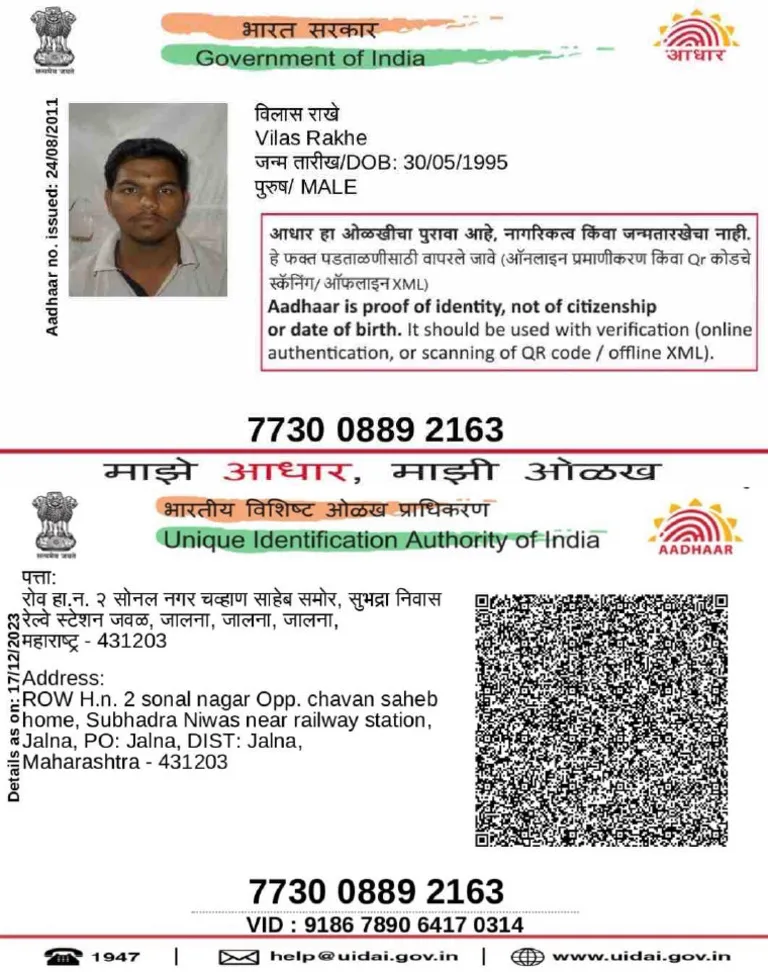 भारत सरकार
Government of India
सत्यमेव जयते
आधार
Aadhaar no. issued: 24/08/2011
विलास राखे
Vilas Rakhe
जन्म तारीख/DOB: 30/05/1995
पुरुष/ MALE
आधार हा ओळखीचा पुरावा आहे, नागरिकत्व किंवा जन्मतारखेचा नाही.
हे फक्त पडताळणीसाठी वापरले जावे (ऑनलाइन प्रमाणीकरण किंवा Qr कोडचे
स्कॅनिंग/ ऑफलाइन XML)
Aadhaar is proof of identity, not of citizenship
or date of birth. It should be used with verification (online
authentication, or scanning of QR code / offline XML).
7730 0889 2163
माझे आधार, माझी ओळख
भारतीय विशिष्ट ओळख प्राधिकरण
Unique Identification Authority of India
सत्यमेव जयते
AADHAAR
Details as on: 17/12/2023
पत्ता:
रोव हा.न. २ सोनल नगर चव्हाण साहेब समोर, सुभद्रा निवास
रेल्वे स्टेशन जवळ, जालना, जालना, जालना,
महाराष्ट्र - 431203
Address:
ROW H.n. 2 sonal nagar Opp. chavan saheb
home, Subhadra Niwas near railway station,
Jalna, PO: Jalna, DIST: Jalna,
Maharashtra - 431203
7730 0889 2163
VID : 9186 7890 6417 0314
1947 | help@uidai.gov.in | www.uidai.gov.in